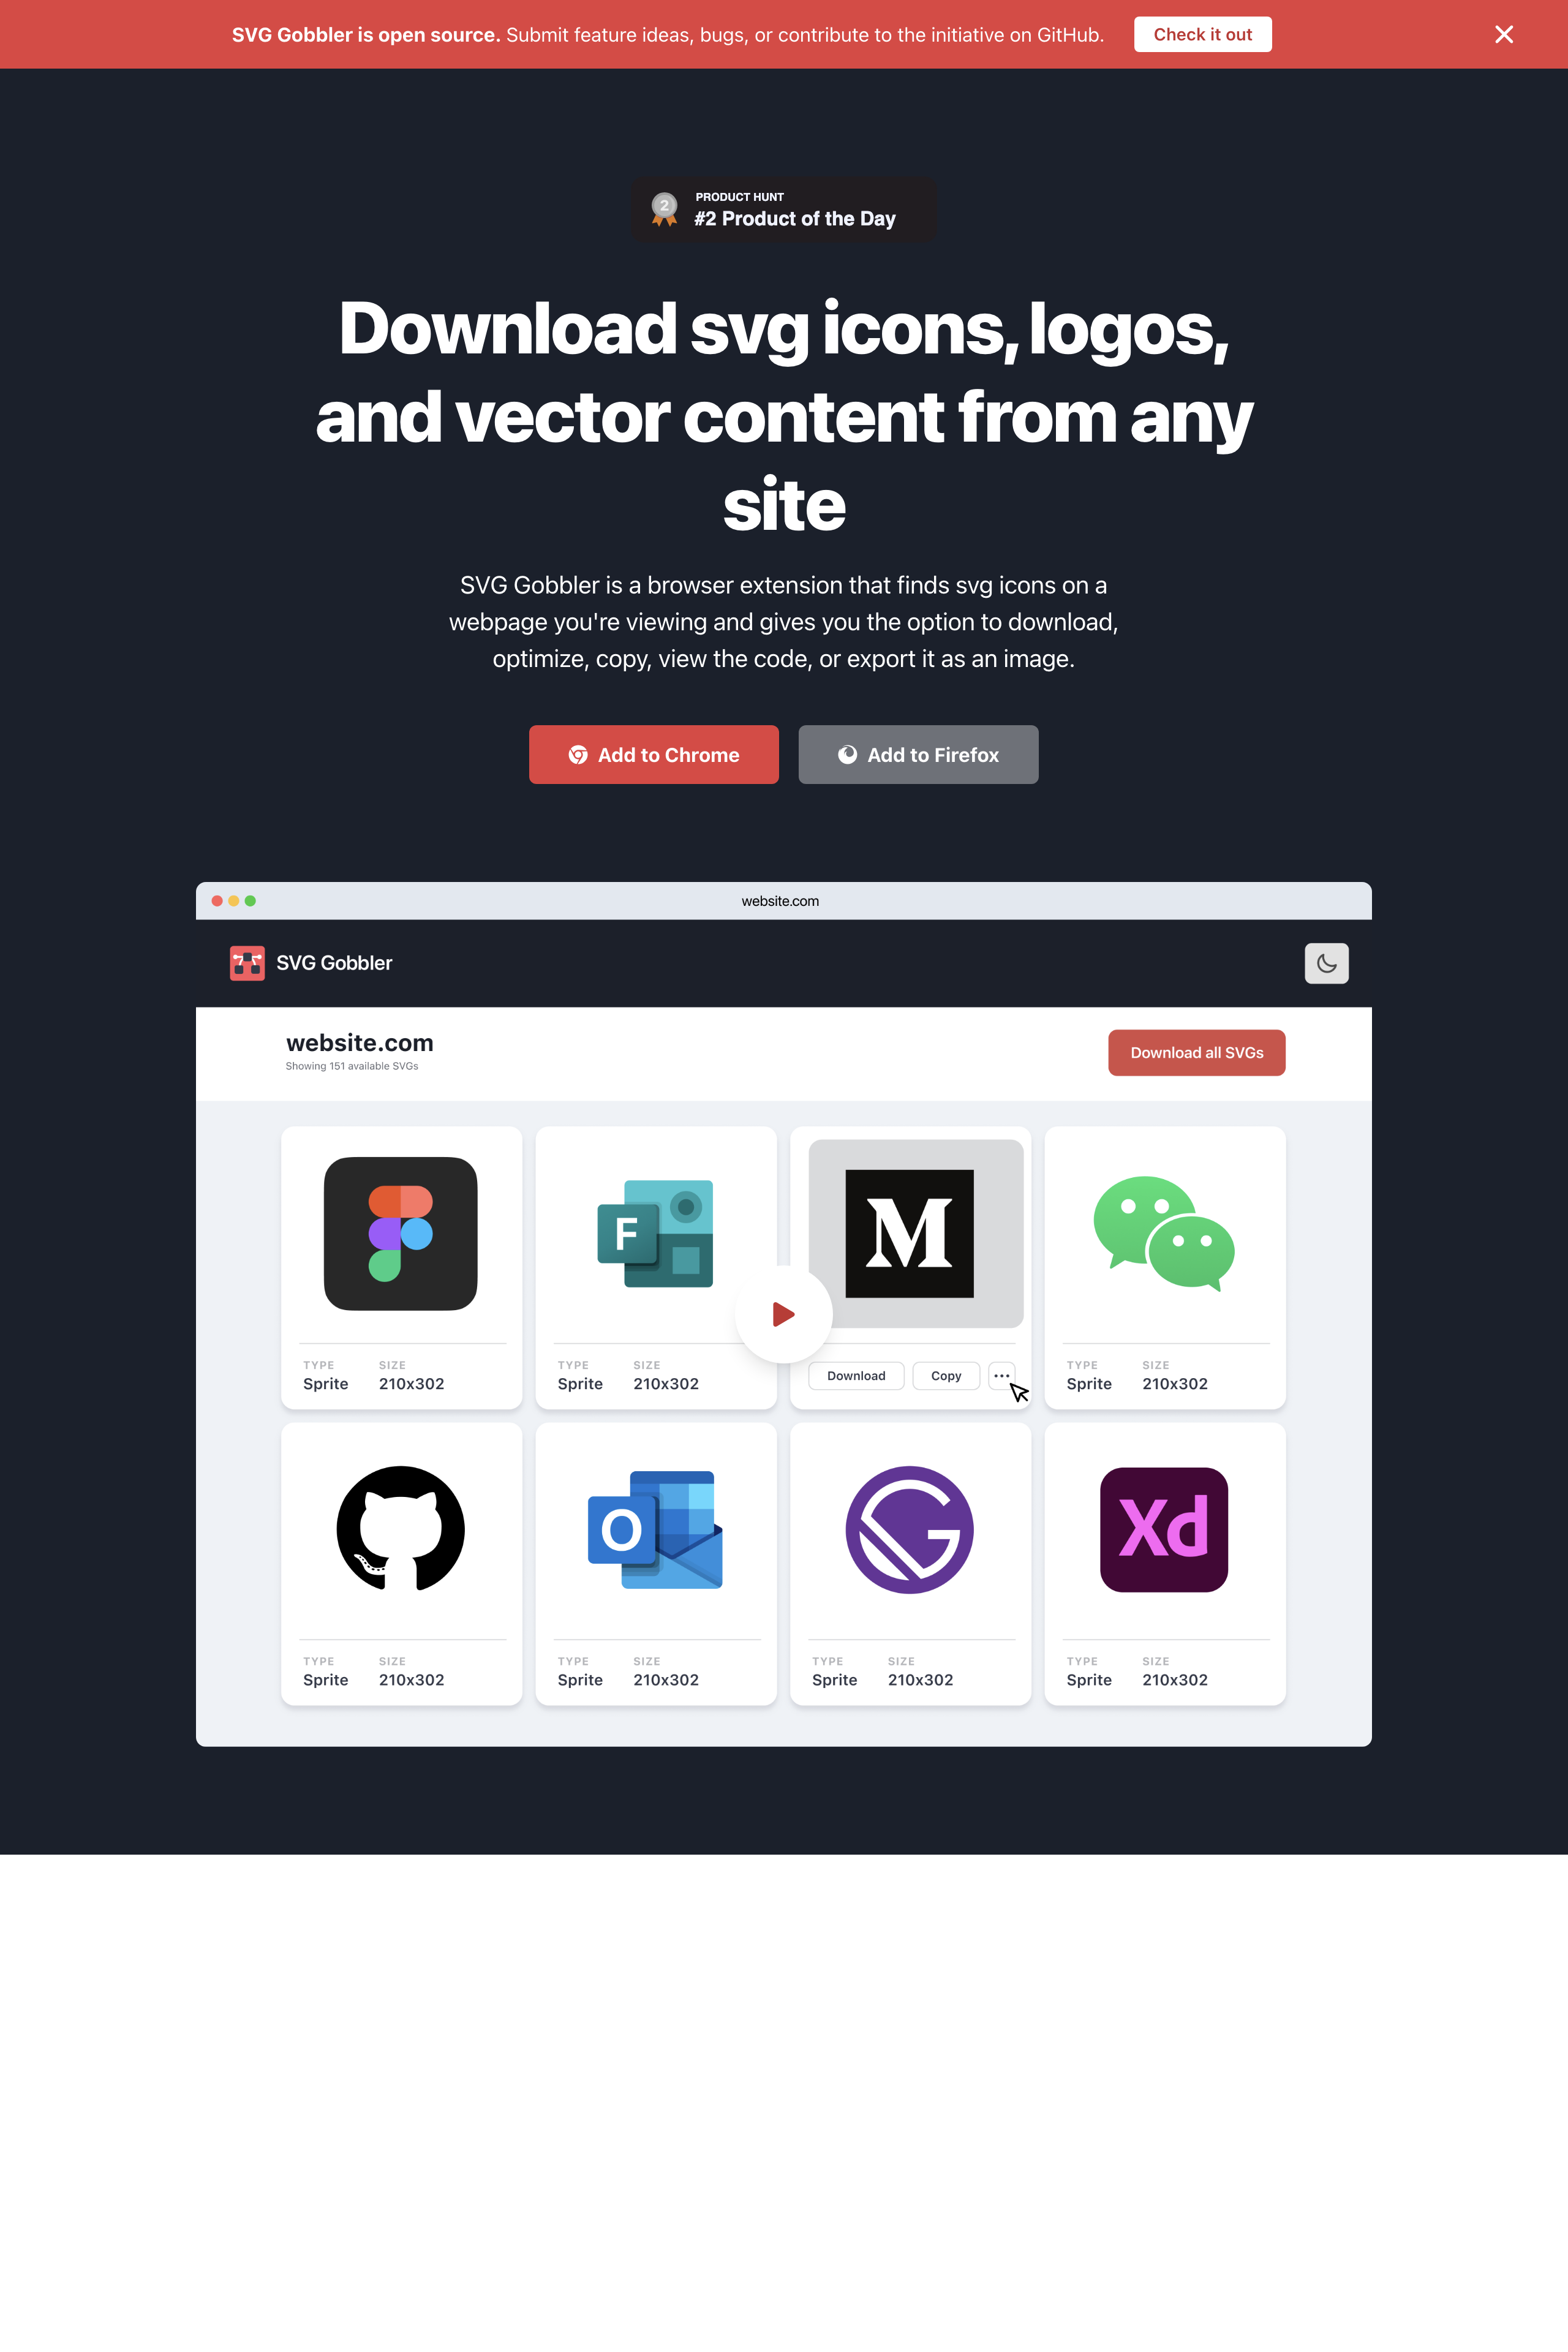 SVG Gobbler is open source. Submit feature ideas, bugs, or contribute to the initiative on GitHub.
Check it out
2
PRODUCT HUNT
#2 Product of the Day
Download svg icons, logos,
and vector content from any
site
SVG Gobbler is a browser extension that finds svg icons on a
webpage you're viewing and gives you the option to download,
optimize, copy, view the code, or export it as an image.
Add to Chrome
Add to Firefox
website.com
SVG Gobbler
website.com
Showing 151 available SVGs
Download all SVGs
F
M
TYPE SIZE
Sprite 210x302
TYPE SIZE
Sprite 210x302
Download Copy
TYPE SIZE
Sprite 210x302
O
G
Xd
TYPE SIZE
Sprite 210x302
TYPE SIZE
Sprite 210x302
TYPE SIZE
Sprite 210x302
TYPE SIZE
Sprite 210x302